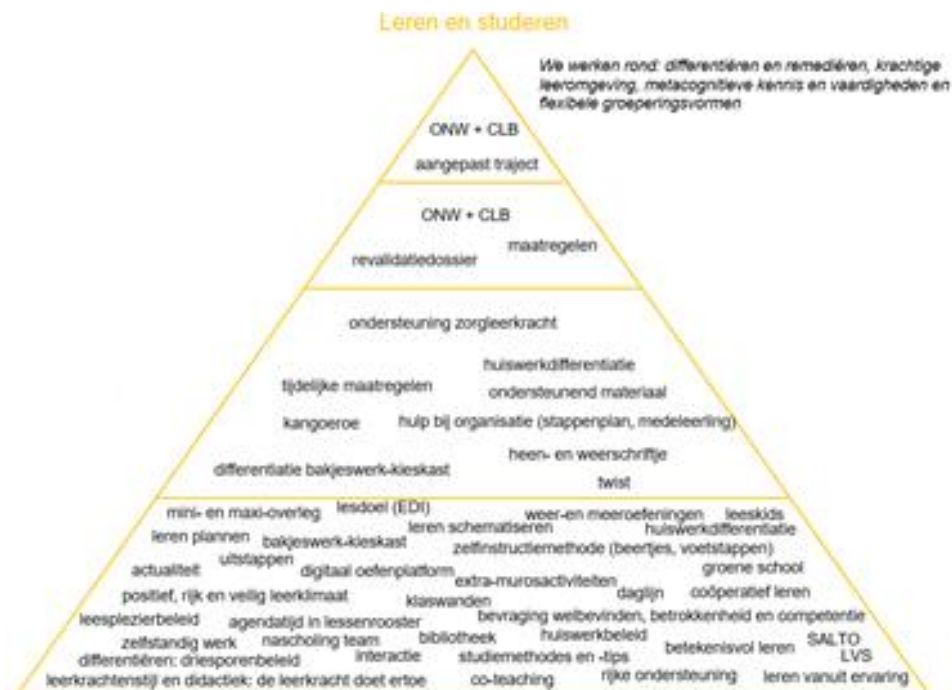 Leren en studeren
We werken rond: differentiëren en remediëren, krachtige
leeromgeving, metacognitieve kennis en vaardigheden en
flexibele groeperingsvormen
ONW + CLB
aangepast traject
ONW + CLB
maatregelen
revalidatiedossier
ondersteuning zorgleerkracht
huiswerkdifferentiatie
tijdelijke maatregelen
ondersteunend materiaal
kangoeroe
hulp bij organisatie (stappenplan, medeleerling)
heen- en weerschriftje
differentiatie bakjeswerk-kieskast
twist
mini- en maxi-overleg
lesdoel (EDI)
weer-en meeroefeningen
leeskids
leren schematiseren
huiswerkdifferentiatie
leren plannen
bakjeswerk-kieskast
zelfinstructiemethode (beertjes, voetstappen)
uitstappen
actualiteit
digitaal oefenplatform
groene school
extra-murosactiviteiten
positief, rijk en veilig leerklimaat
klaswanden
daglijn
coöperatief leren
leesplezierbeleid
agendatijd in lessenrooster
bevraging welbevinden, betrokkenheid en competentie
zelfstandig werk
nascholing team
bibliotheek
huiswerkbeleid
betekenisvol leren
SALTO
differentiëren: driesporenbeleid
interactie
studiemethodes en -tips
LVS
leerkrachtenstijl en didactiek: de leerkracht doet ertoe
co-teaching
rijke ondersteuning
leren vanuit ervaring